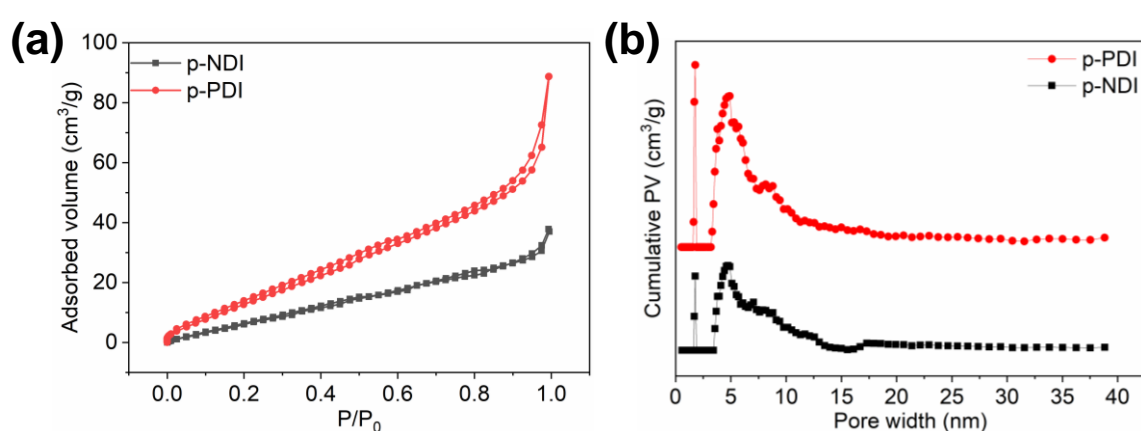 (a)
100
80
60
40
20
0
Adsorbed volume (cm³/g)
p-NDI
p-PDI
0.0 0.2 0.4 0.6 0.8 1.0
P/P₀
(b)
Cumulative PV (cm³/g)
p-PDI
p-NDI
0 5 10 15 20 25 30 35 40
Pore width (nm)